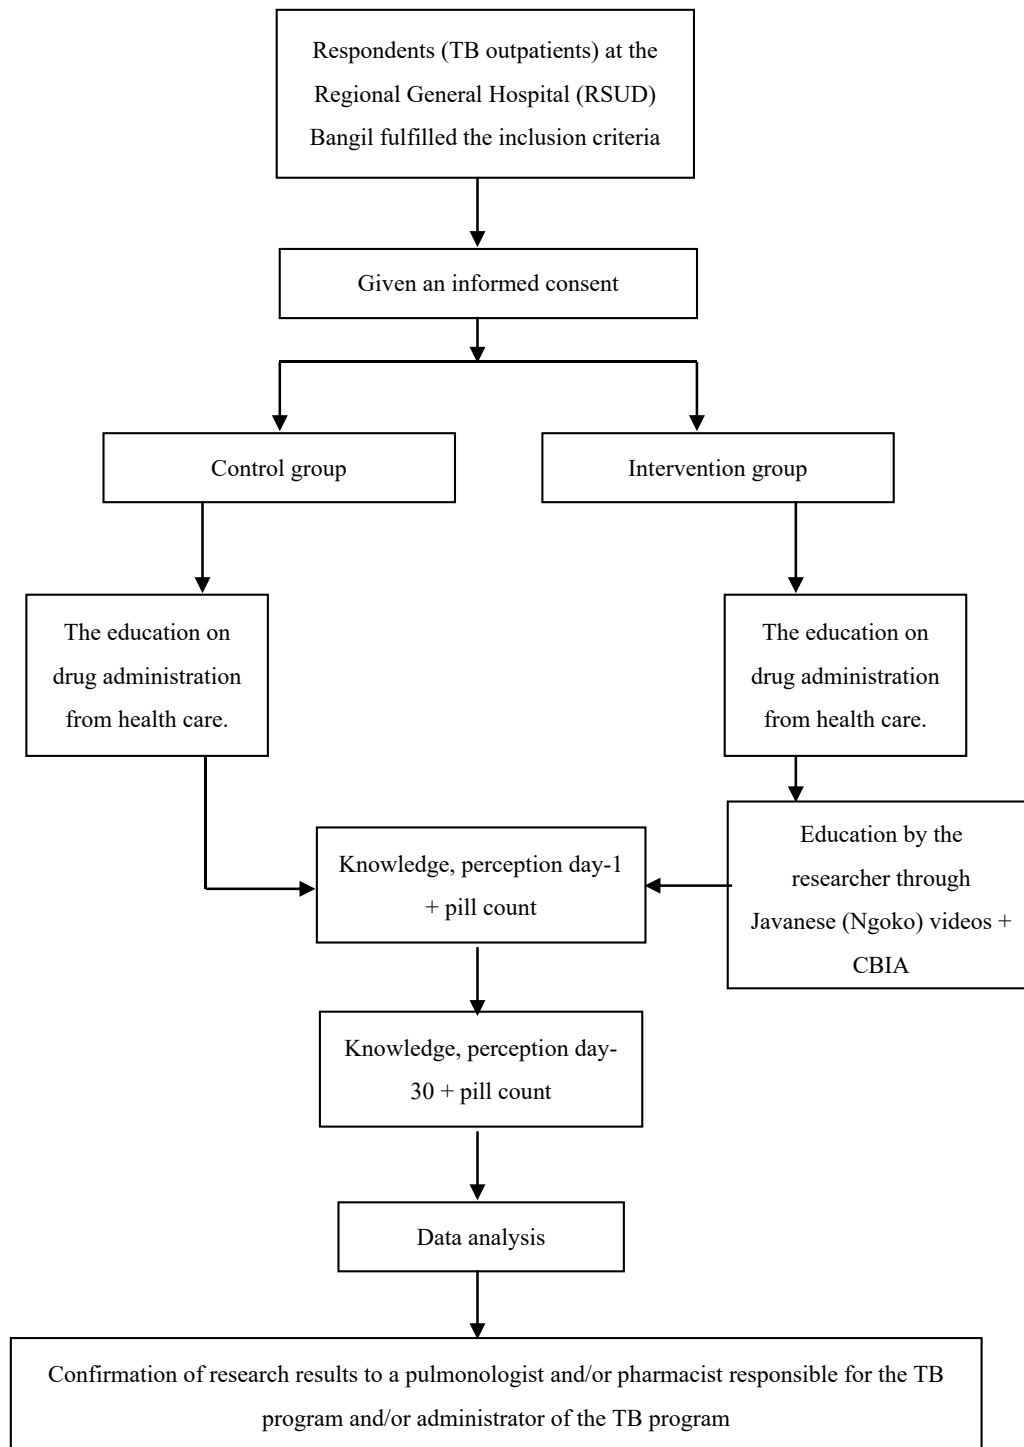 Respondents (TB outpatients) at the
Regional General Hospital (RSUD)
Bangil fulfilled the inclusion criteria
Given an informed consent
Control group
Intervention group
The education on
drug administration
from health care.
The education on
drug administration
from health care.
Education by the
researcher through
Javanese (Ngoko) videos +
CBIA
Knowledge, perception day-1
+ pill count
Knowledge, perception day-
30 + pill count
Data analysis
Confirmation of research results to a pulmonologist and/or pharmacist responsible for the TB
program and/or administrator of the TB program